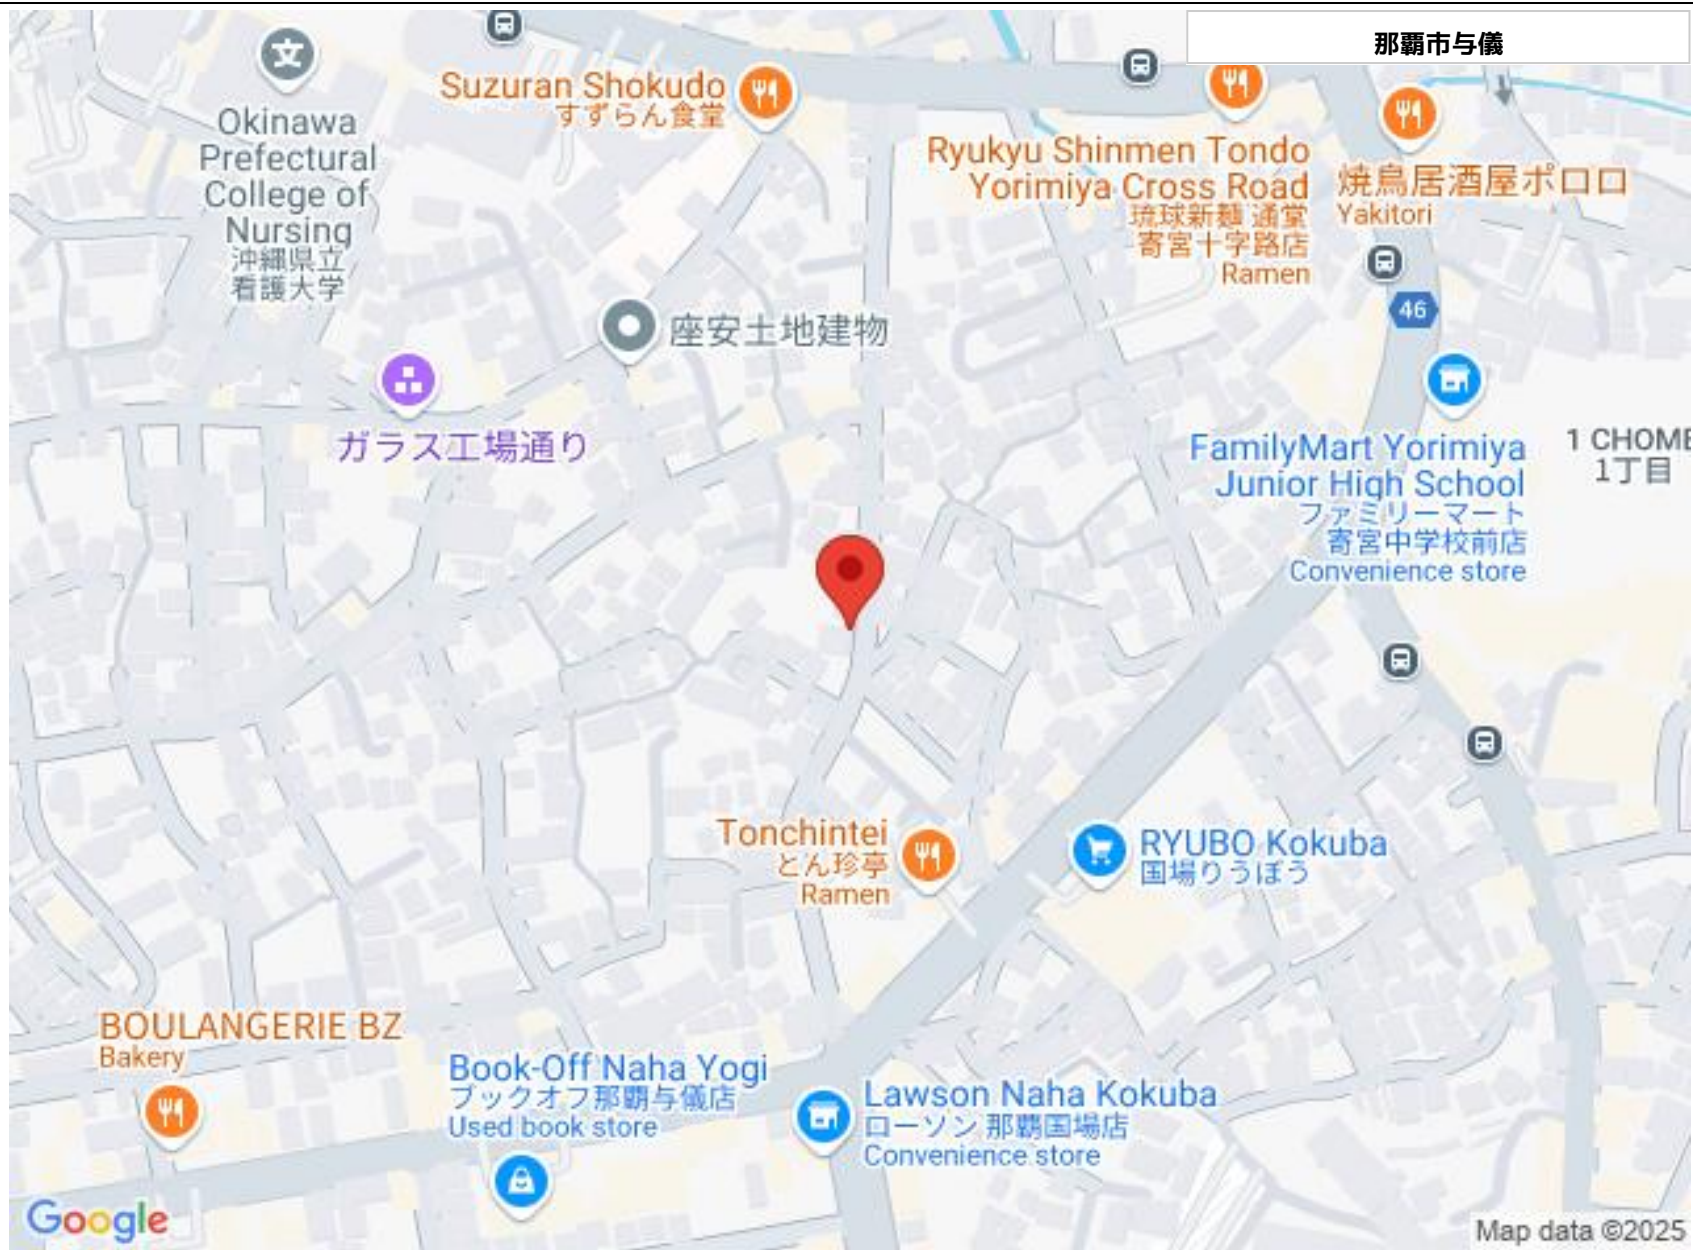 那覇市与儀
文
Okinawa
Prefectural
College of
Nursing
沖縄県立
看護大学
Suzuran Shokudo
すずらん食堂
Ryukyu Shinmen Tondo
Yorimiya Cross Road
琉球新麺 通堂
寄宮十字路店
Ramen
焼鳥居酒屋ポロロ
Yakitori
46
座安土地建物
ガラス工場通り
FamilyMart Yorimiya
Junior High School
ファミリーマート
寄宮中学校前店
Convenience store
1 CHOME
1丁目
Tonchintei
とん珍亭
Ramen
RYUBO Kokuba
国場りうぼう
BOULANGERIE BZ
Bakery
Book-Off Naha Yogi
ブックオフ那覇与儀店
Used book store
Lawson Naha Kokuba
ローソン 那覇国場店
Convenience store
Google
Map data ©2025